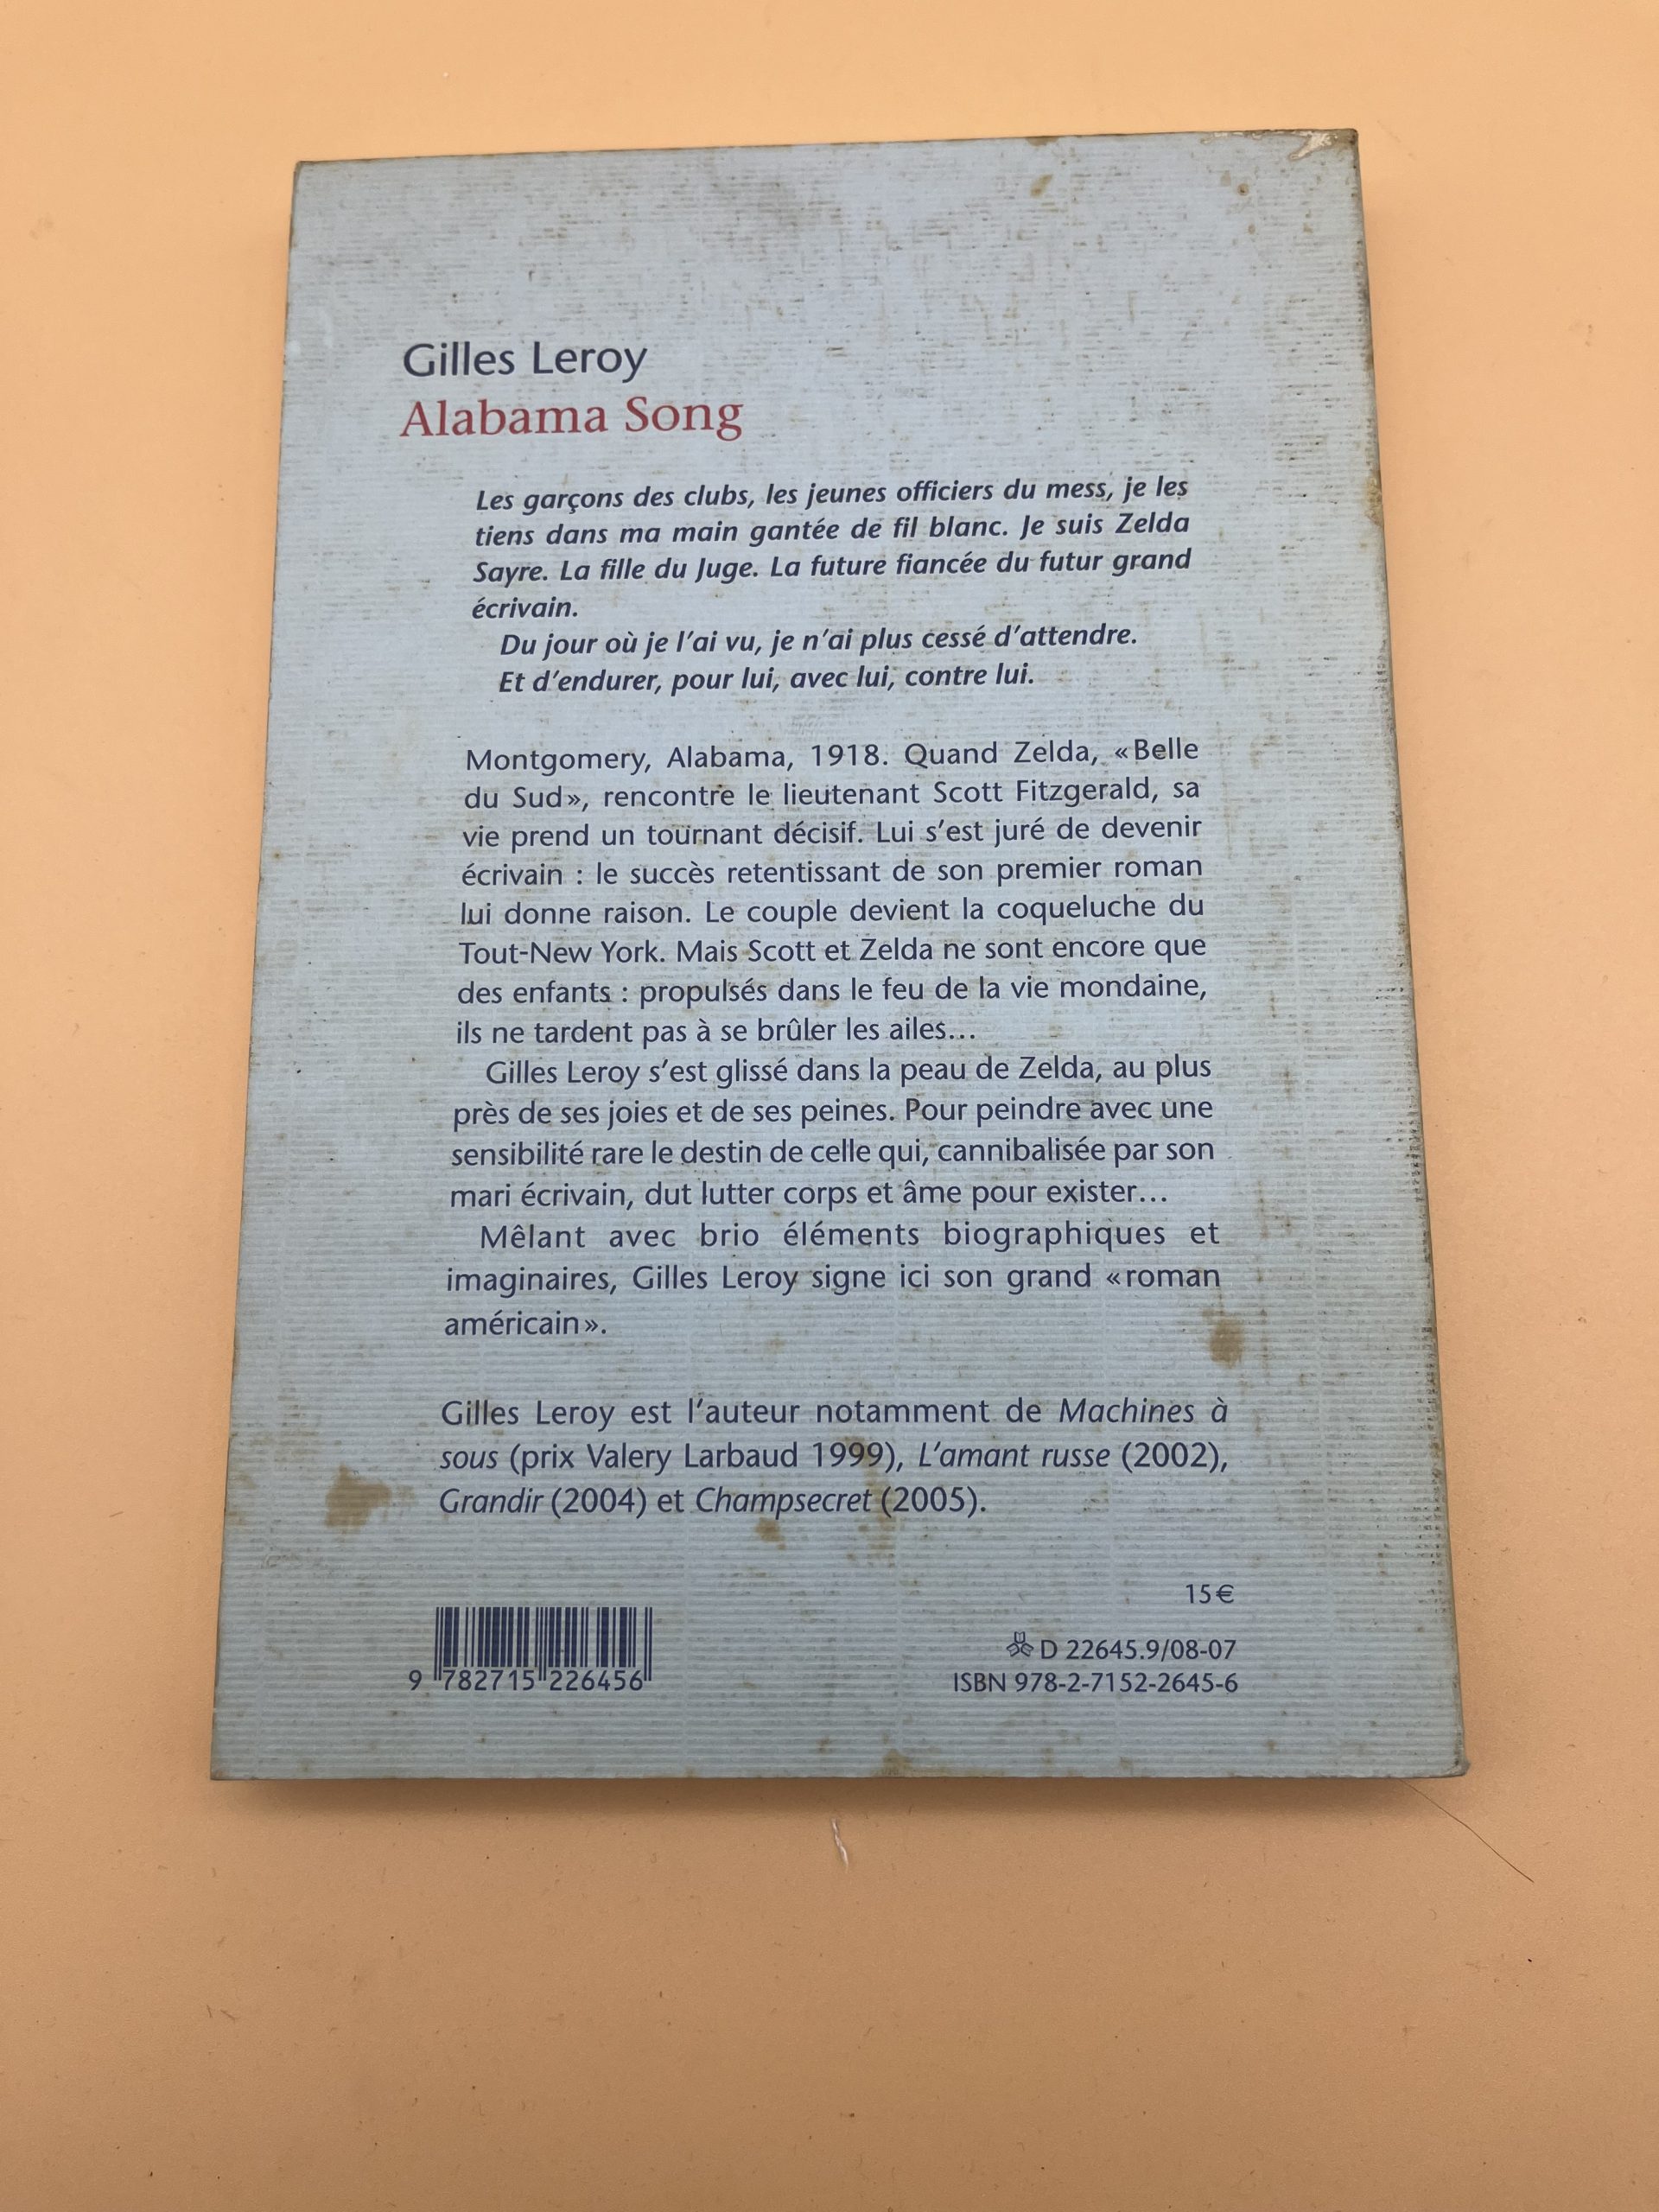 Gilles Leroy
Alabama Song
Les garçons des clubs, les jeunes officiers du mess, je les
tiens dans ma main gantée de fil blanc. Je suis Zelda
Sayre. La fille du Juge. La future fiancée du futur grand
écrivain.
Du jour où je l’ai vu, je n’ai plus cessé d’attendre.
Et d’endurer, pour lui, avec lui, contre lui.
Montgomery, Alabama, 1918. Quand Zelda, « Belle
du Sud », rencontre le lieutenant Scott Fitzgerald, sa
vie prend un tournant décisif. Lui s’est juré de devenir
écrivain : le succès retentissant de son premier roman
lui donne raison. Le couple devient la coqueluche du
Tout-New York. Mais Scott et Zelda ne sont encore que
des enfants : propulsés dans le feu de la vie mondaine,
ils ne tardent pas à se brûler les ailes…
Gilles Leroy s’est glissé dans la peau de Zelda, au plus
près de ses joies et de ses peines. Pour peindre avec une
sensibilité rare le destin de celle qui, cannibalisée par son
mari écrivain, dut lutter corps et âme pour exister…
Mêlant avec brio éléments biographiques et
imaginaires, Gilles Leroy signe ici son grand « roman
américain ».
Gilles Leroy est l’auteur notamment de Machines à
sous (prix Valery Larbaud 1999), L’amant russe (2002),
Grandir (2004) et Champsecret (2005).
15 €
D 22645.9/08-07
ISBN 978-2-7152-2645-6
9 782715 226456